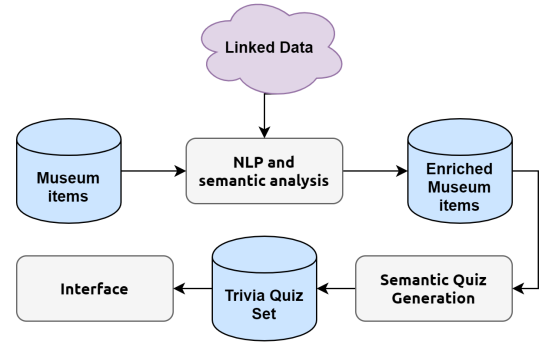 Linked Data
Museum
items
NLP and
semantic analysis
Enriched
Museum
items
Interface
Trivia Quiz
Set
Semantic Quiz
Generation